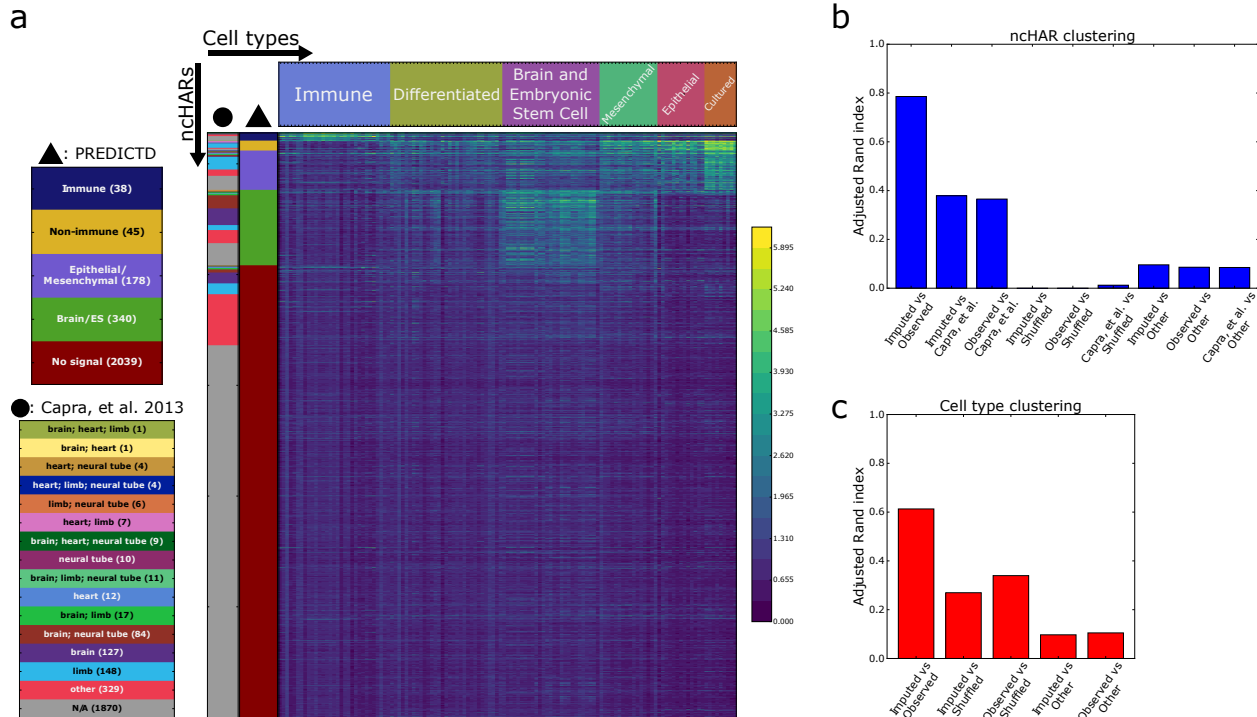 a
Cell types
ncHARs
Immune
Differentiated
Brain and
Embryonic
Stem Cell
Mesenchymal
Epithelial
Cultured
: PREDICTD
Immune (38)
Non-immune (45)
Epithelial/
Mesenchymal (178)
Brain/ES (340)
No signal (2039)
: Capra, et al. 2013
brain; heart; limb (1)
brain; heart (1)
heart; neural tube (4)
heart; limb; neural tube (4)
limb; neural tube (6)
heart; limb (7)
brain; heart; neural tube (9)
neural tube (10)
brain; limb; neural tube (11)
heart (12)
brain; limb (17)
brain; neural tube (84)
brain (127)
limb (148)
other (329)
N/A (1870)
5.895
5.240
4.585
3.930
3.275
2.620
1.965
1.310
0.655
0.000
b
ncHAR clustering
Adjusted Rand index
1.0
0.8
0.6
0.4
0.2
0.0
Imputed vs
Observed
Imputed vs
Capra, et al.
Observed vs
Capra, et al.
Imputed vs
Shuffled
Observed vs
Shuffled
Capra, et al. vs
Shuffled
Imputed vs
Other
Observed vs
Other
Capra, et al. vs
Other
c
Cell type clustering
Adjusted Rand index
1.0
0.8
0.6
0.4
0.2
0.0
Imputed vs
Observed
Imputed vs
Shuffled
Observed vs
Shuffled
Imputed vs
Other
Observed vs
Other